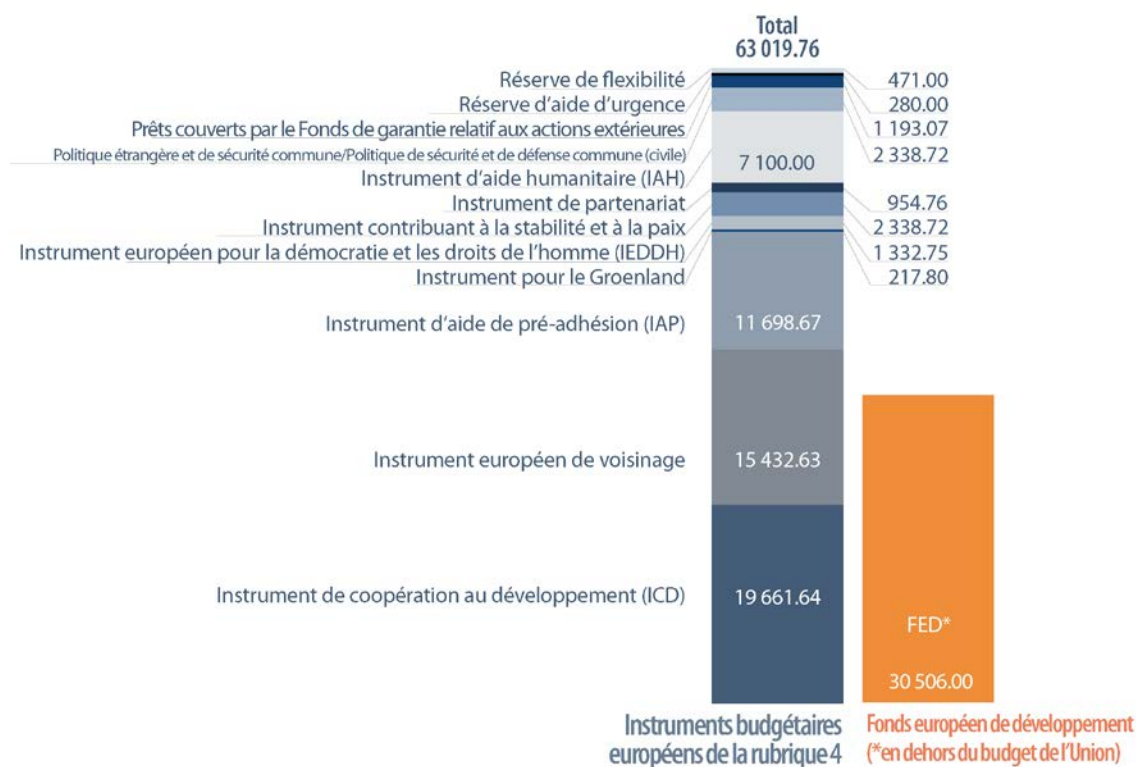 Total
63 019.76
Réserve de flexibilité 471.00
Réserve d'aide d'urgence 280.00
Prêts couverts par le Fonds de garantie relatif aux actions extérieures 1 193.07
Politique étrangère et de sécurité commune/Politique de sécurité et de défense commune (civile) 2 338.72
Instrument d'aide humanitaire (IAH) 7 100.00
Instrument de partenariat 954.76
Instrument contribuant à la stabilité et à la paix 2 338.72
Instrument européen pour la démocratie et les droits de l'homme (IEDDH) 1 332.75
Instrument pour le Groenland 217.80
Instrument d'aide de pré-adhésion (IAP) 11 698.67
Instrument européen de voisinage 15 432.63
Instrument de coopération au développement (ICD) 19 661.64
FED*
30 506.00
Instruments budgétaires
européens de la rubrique 4
Fonds européen de développement
(*en dehors du budget de l'Union)